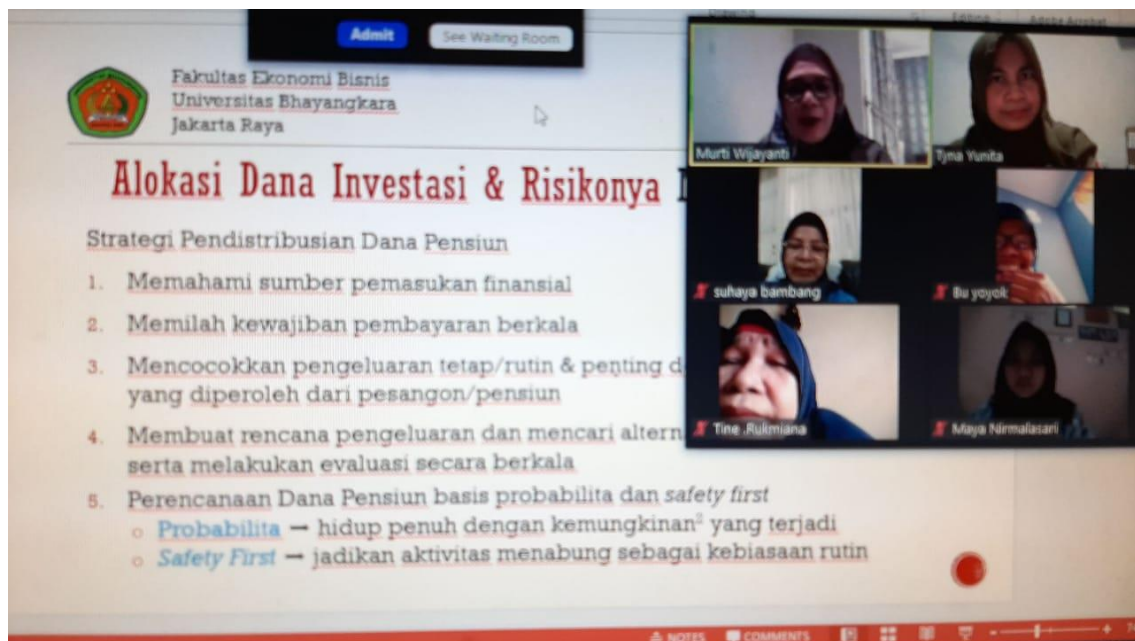 Admit
See Waiting Room
Editing
Adobe Acrobat
Fakultas Ekonomi Bisnis
Universitas Bhayangkara
Jakarta Raya
Alokasi Dana Investasi & Risikonya
Strategi Pendistribusian Dana Pensiun
1. Memahami sumber pemasukan finansial
2. Memilah kewajiban pembayaran berkala
3. Mencocokkan pengeluaran tetap/rutin & penting d
yang diperoleh dari pesangon/pensiun
4. Membuat rencana pengeluaran dan mencari altern
serta melakukan evaluasi secara berkala
5. Perencanaan Dana Pensiun basis probabilita dan safety first
○ Probabilita → hidup penuh dengan kemungkinan² yang terjadi
○ Safety First → jadikan aktivitas menabung sebagai kebiasaan rutin
Murti Wijayanti
Tyna Yunita
suhaya bambang
Bu yoyok
Tine .Rukmiana
Maya Nirmalasari
NOTES
COMMENTS